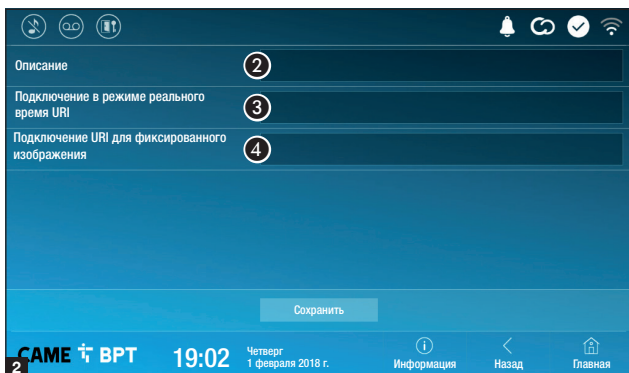 Описание
2
Подключение в режиме реального
время URI
3
Подключение URI для фиксированного
изображения
4
Сохранить
CAME BPT
19:02
Четверг
1 февраля 2018 г.
Информация
Назад
Главная
2